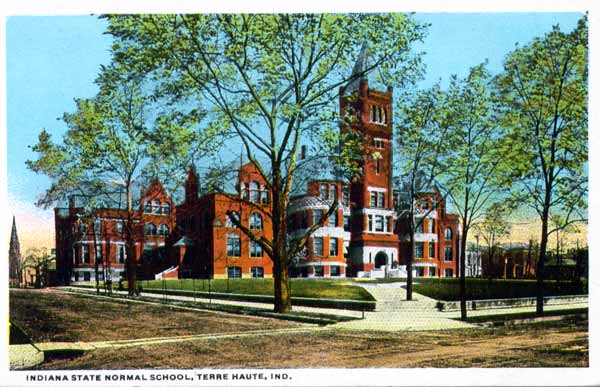 INDIANA STATE NORMAL SCHOOL, TERRE HAUTE, IND.